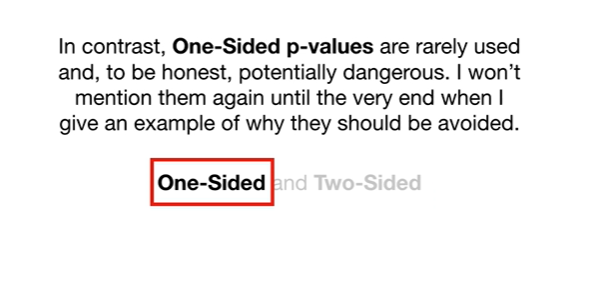 In contrast, One-Sided p-values are rarely used
and, to be honest, potentially dangerous. I won’t
mention them again until the very end when I
give an example of why they should be avoided.
One-Sided and Two-Sided